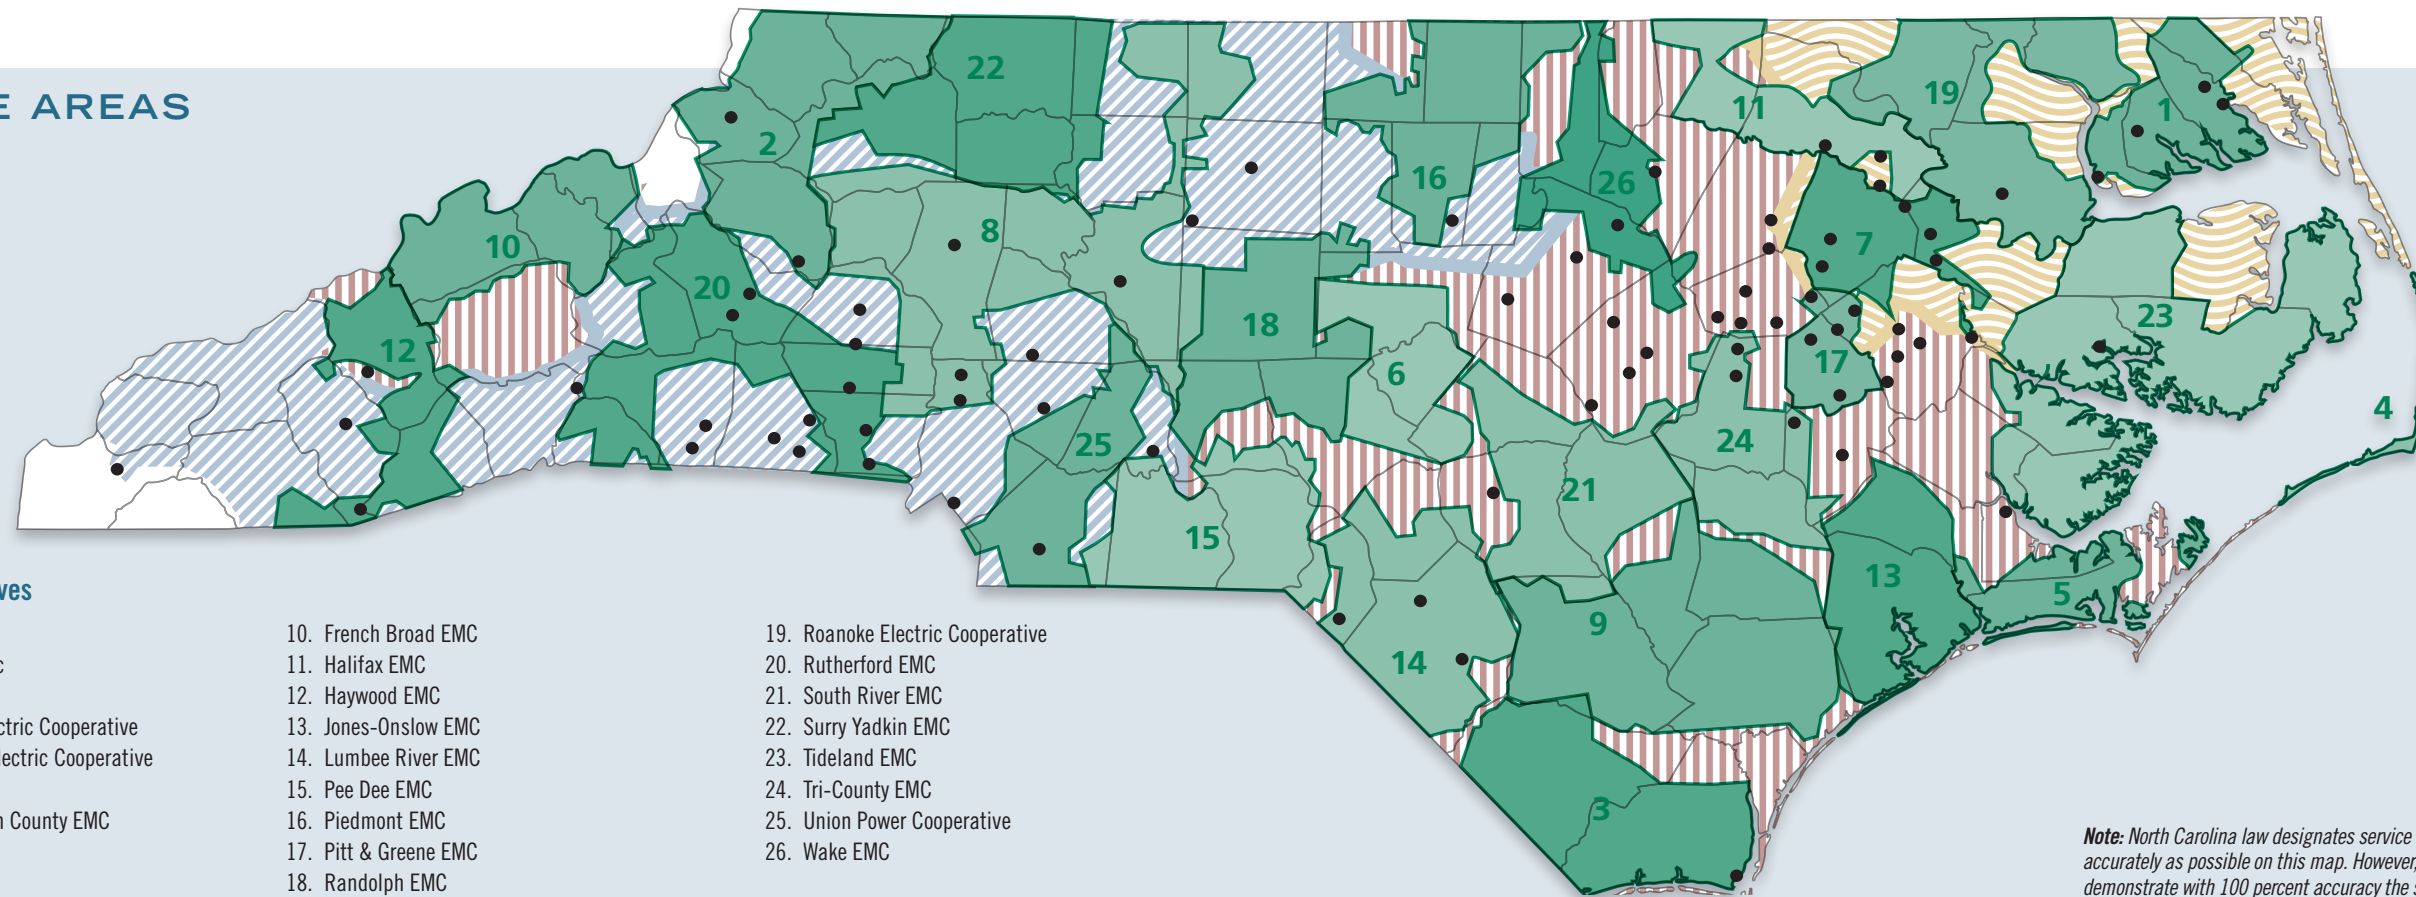 AREAS
22
2
16
26
11
19
1
10
8
7
20
12
18
6
17
23
4
25
24
15
21
13
5
9
14
3
10. French Broad EMC
11. Halifax EMC
12. Haywood EMC
13. Jones-Onslow EMC
14. Lumbee River EMC
15. Pee Dee EMC
16. Piedmont EMC
17. Pitt & Greene EMC
18. Randolph EMC
19. Roanoke Electric Cooperative
20. Rutherford EMC
21. South River EMC
22. Surry Yadkin EMC
23. Tideland EMC
24. Tri-County EMC
25. Union Power Cooperative
26. Wake EMC
Cooperative
Electric Cooperative
County EMC
Note: North Carolina law designates service
accurately as possible on this map. However,
demonstrate with 100 percent accuracy the